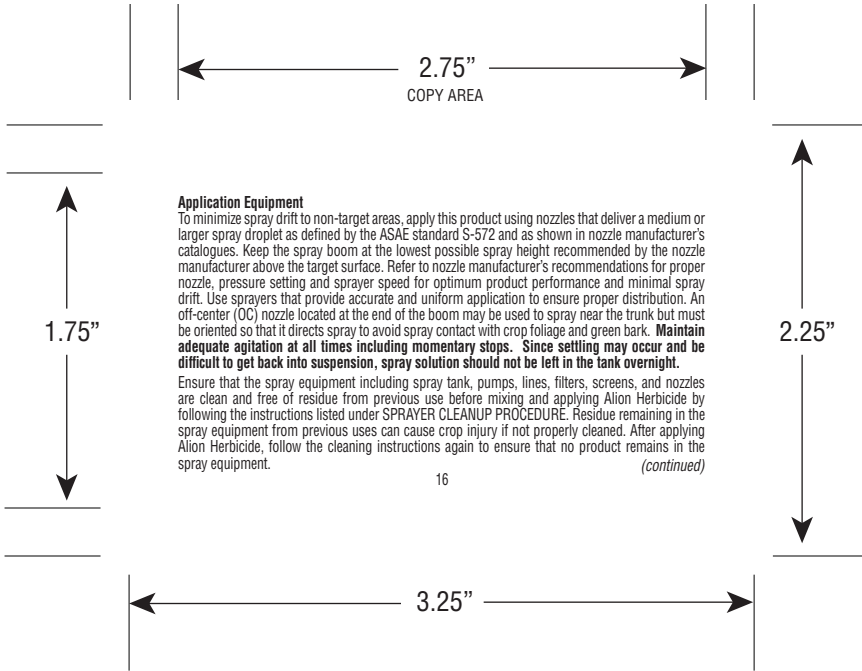 2.75”
COPY AREA
Application Equipment
To minimize spray drift to non-target areas, apply this product using nozzles that deliver a medium or
larger spray droplet as defined by the ASAE standard S-572 and as shown in nozzle manufacturer’s
catalogues. Keep the spray boom at the lowest possible spray height recommended by the nozzle
manufacturer above the target surface. Refer to nozzle manufacturer’s recommendations for proper
nozzle, pressure setting and sprayer speed for optimum product performance and minimal spray
drift. Use sprayers that provide accurate and uniform application to ensure proper distribution. An
off-center (OC) nozzle located at the end of the boom may be used to spray near the trunk but must
be oriented so that it directs spray to avoid spray contact with crop foliage and green bark. Maintain
adequate agitation at all times including momentary stops. Since settling may occur and be
difficult to get back into suspension, spray solution should not be left in the tank overnight.
Ensure that the spray equipment including spray tank, pumps, lines, filters, screens, and nozzles
are clean and free of residue from previous use before mixing and applying Alion Herbicide by
following the instructions listed under SPRAYER CLEANUP PROCEDURE. Residue remaining in the
spray equipment from previous uses can cause crop injury if not properly cleaned. After applying
Alion Herbicide, follow the cleaning instructions again to ensure that no product remains in the
spray equipment. (continued)
16
1.75”
2.25”
3.25”